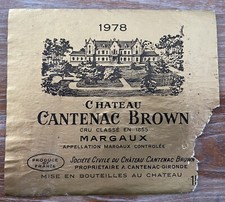 1978
CHATEAU
CANTENAC BROWN
CRU CLASSÉ EN 1855
MARGAUX
APPELLATION MARGAUX CONTRÔLÉE
PRODUCE OF FRANCE
SOCIÉTÉ CIVILE DU CHÂTEAU CANTENAC BROWN
PROPRIÉTAIRE A CANTENAC-GIRONDE
MISE EN BOUTEILLES AU CHATEAU